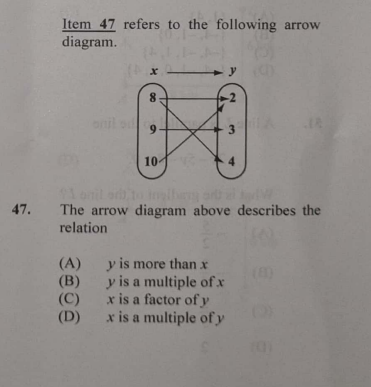 Item 47 refers to the following arrow
diagram.
x y
8 2
9 3
10 4
47. The arrow diagram above describes the
relation
(A) y is more than x
(B) y is a multiple of x
(C) x is a factor of y
(D) x is a multiple of y